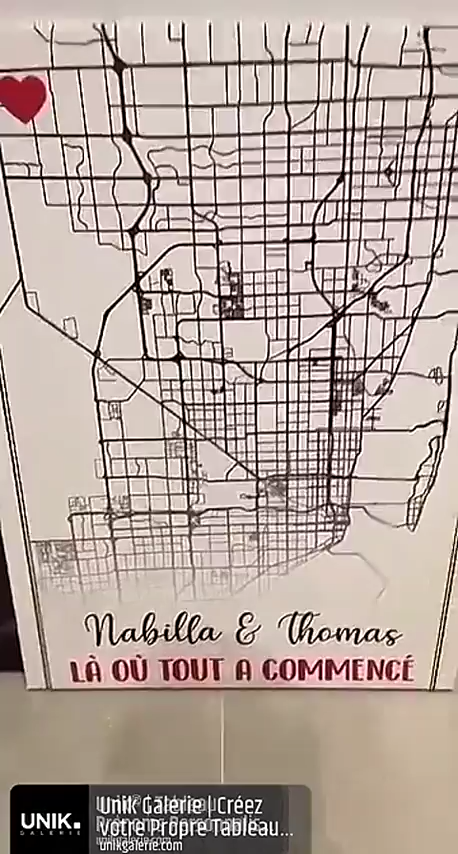 Nabilla & Thomas
LÀ OÙ TOUT A COMMENCÉ
UNIK.
GALERIE
Unik Galerie | Créez
Votre Propre Tableau...
unikgalerie.com